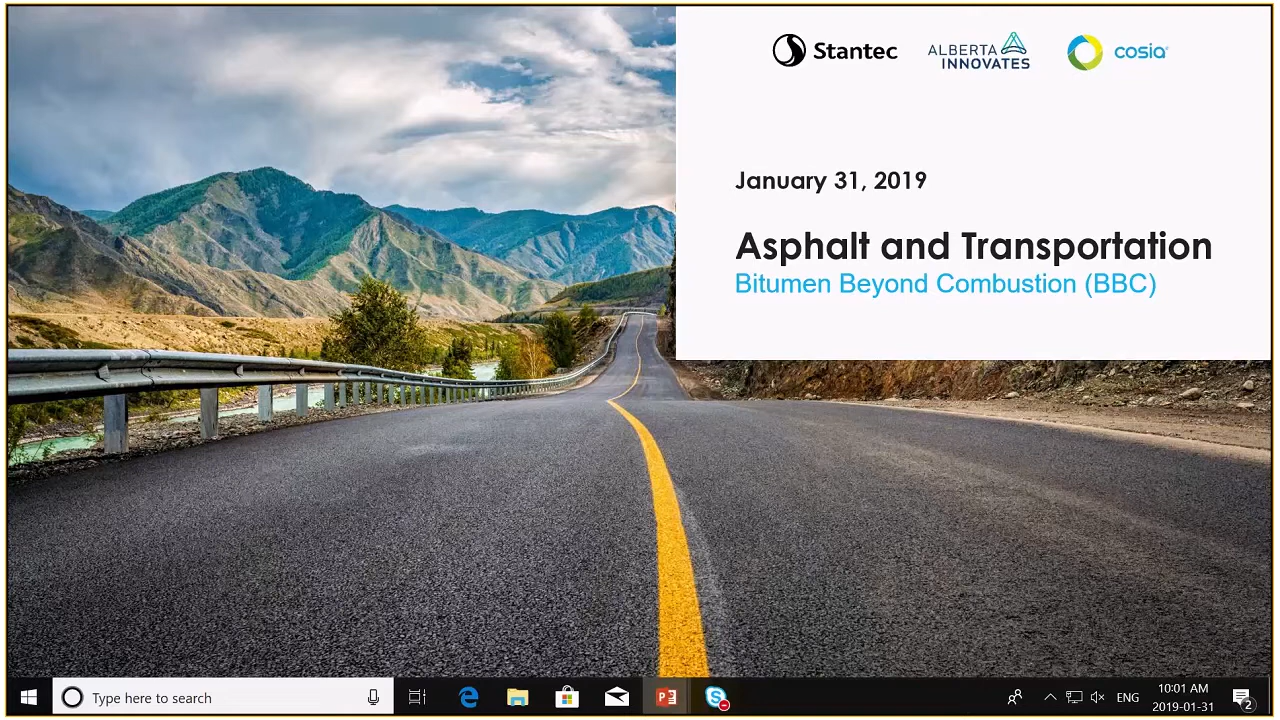 Stantec
ALBERTA
INNOVATES
cosia
January 31, 2019
Asphalt and Transportation
Bitumen Beyond Combustion (BBC)
Type here to search
ENG
10:01 AM
2019-01-31
2